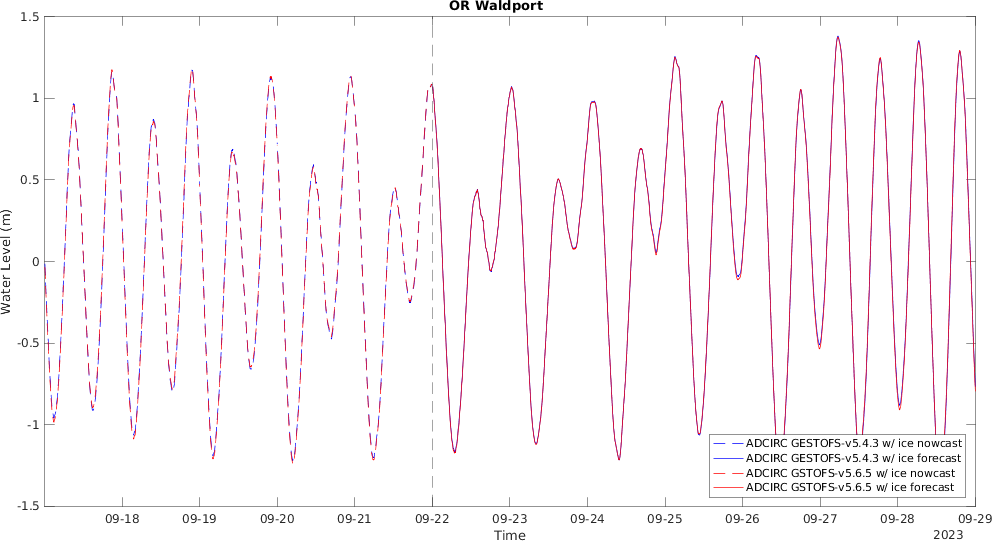 OR Waldport
1.5
1
0.5
0
-0.5
-1
-1.5
Water Level (m)
ADCIRC GESTOFS-v5.4.3 w/ ice nowcast
ADCIRC GESTOFS-v5.4.3 w/ ice forecast
ADCIRC GSTOFS-v5.6.5 w/ ice nowcast
ADCIRC GSTOFS-v5.6.5 w/ ice forecast
09-18 09-19 09-20 09-21 09-22 09-23 09-24 09-25 09-26 09-27 09-28 09-29
Time
2023